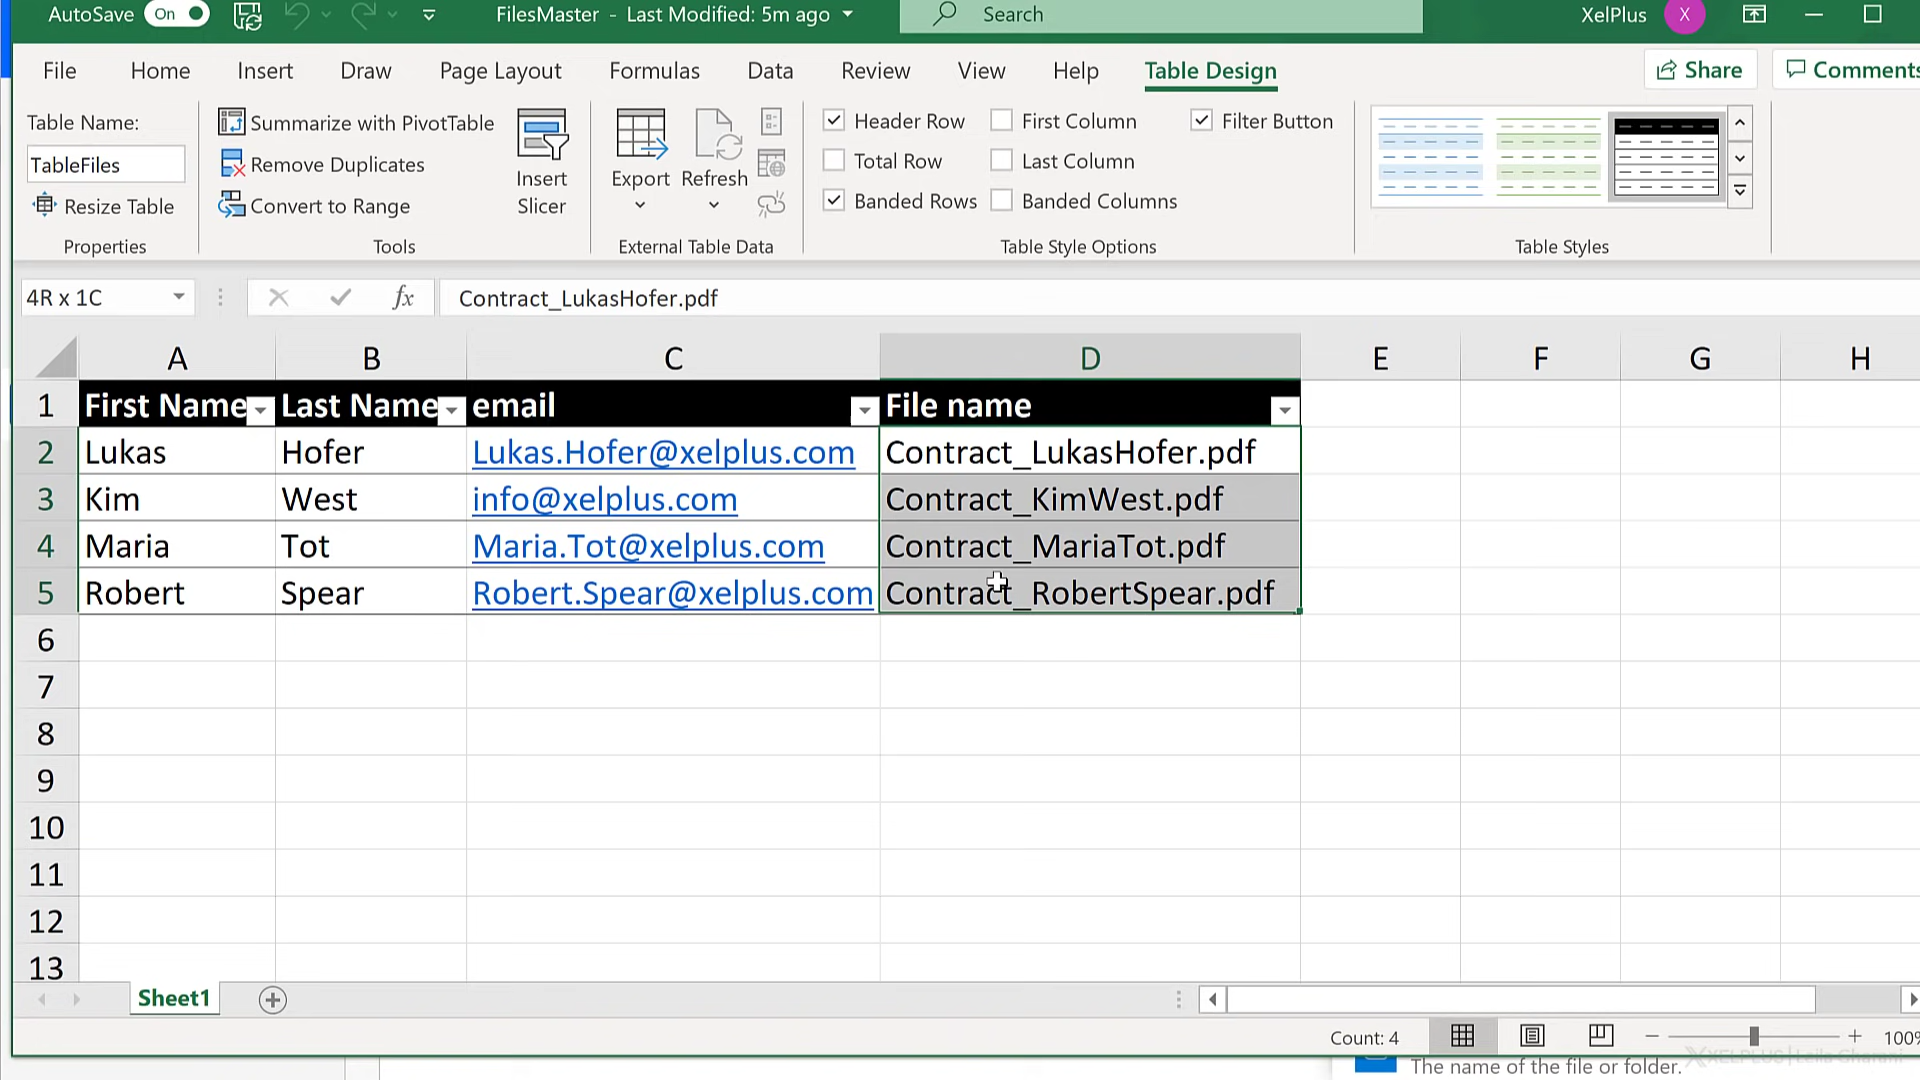 AutoSave On FilesMaster - Last Modified: 5m ago Search XelPlus X
File Home Insert Draw Page Layout Formulas Data Review View Help Table Design Share Comments
Table Name:
TableFiles
Resize Table
Properties
Summarize with PivotTable
Remove Duplicates
Convert to Range
Insert
Slicer
Tools
Export Refresh
External Table Data
Header Row First Column Filter Button
Total Row Last Column
Banded Rows Banded Columns
Table Style Options
Table Styles
4R x 1C fx Contract_LukasHofer.pdf
A B C D E F G H
1 First Name Last Name email File name
2 Lukas Hofer Lukas.Hofer@xelplus.com Contract_LukasHofer.pdf
3 Kim West info@xelplus.com Contract_KimWest.pdf
4 Maria Tot Maria.Tot@xelplus.com Contract_MariaTot.pdf
5 Robert Spear Robert.Spear@xelplus.com Contract_RobertSpear.pdf
6
7
8
9
10
11
12
13
Sheet1
Count: 4 100%
The name of the file or folder.
XELPLUS | Leila Gharani